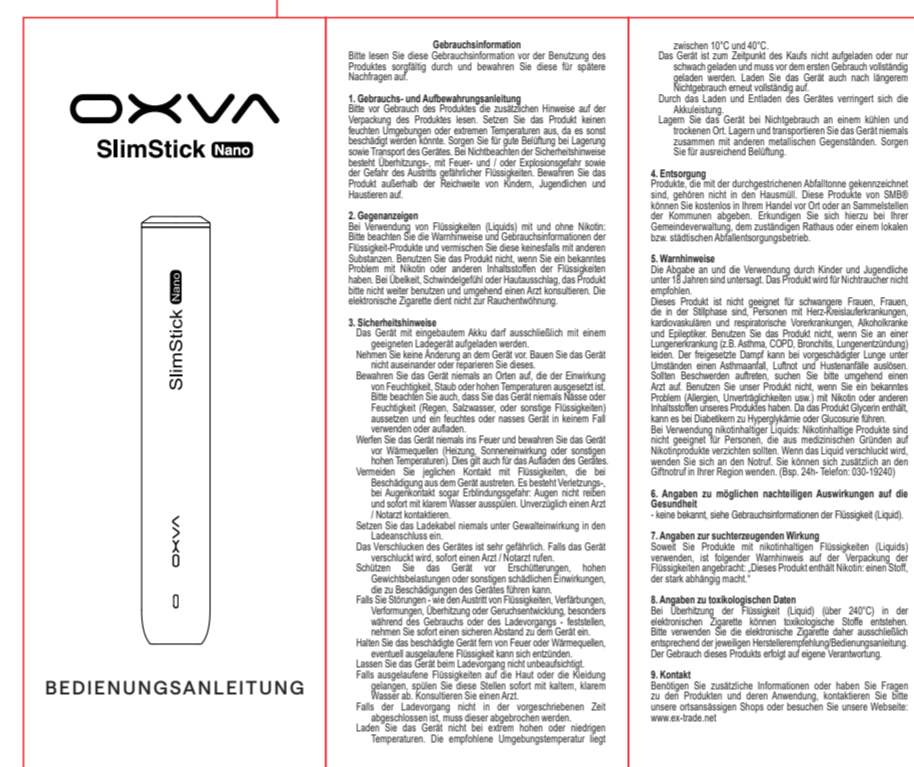 OXVA
SlimStick Nano
SlimStick Nano
OXVA
BEDIENUNGSANLEITUNG
Gebrauchsinformation
Bitte lesen Sie diese Gebrauchsinformation vor der Benutzung des
Produktes sorgfältig durch und bewahren Sie diese für spätere
Nachfragen auf.
1. Gebrauchs- und Aufbewahrungsanleitung
Bitte vor Gebrauch des Produktes die zusätzlichen Hinweise auf der
Verpackung des Produktes lesen. Setzen Sie das Produkt keinen
feuchten Umgebungen oder extremen Temperaturen aus, da es sonst
beschädigt werden könnte. Sorgen Sie für gute Belüftung bei Lagerung
sowie Transport des Gerätes. Bei Nichtbeachten der Sicherheitshinweise
besteht Überhitzungs-, mit Feuer- und / oder Explosionsgefahr sowie
der Gefahr des Austritts gefährlicher Flüssigkeiten. Bewahren Sie das
Produkt außerhalb der Reichweite von Kindern, Jugendlichen und
Haustieren auf.
2. Gegenanzeigen
Bei Verwendung von Flüssigkeiten (Liquids) mit und ohne Nikotin:
Bitte beachten Sie die Warnhinweise und Gebrauchsinformationen der
Flüssigkeit-Produkte und vermischen Sie diese keinesfalls mit anderen
Substanzen. Benutzen Sie das Produkt nicht, wenn Sie ein bekanntes
Problem mit Nikotin oder anderen Inhaltsstoffen der Flüssigkeiten
haben. Bei Übelkeit, Schwindelgefühl oder Hautausschlag, das Produkt
bitte nicht weiter benutzen und umgehend einen Arzt konsultieren. Die
elektronische Zigarette dient nicht zur Rauchentwöhnung.
3. Sicherheitshinweise
Das Gerät mit eingebautem Akku darf ausschließlich mit einem
geeigneten Ladegerät aufgeladen werden.
Nehmen Sie keine Änderung an dem Gerät vor. Bauen Sie das Gerät
nicht auseinander oder reparieren Sie dieses.
Bewahren Sie das Gerät niemals an Orten auf, die der Einwirkung
von Feuchtigkeit, Staub oder hohen Temperaturen ausgesetzt ist.
Bitte beachten Sie auch, dass Sie das Gerät niemals Nässe oder
Feuchtigkeit (Regen, Salzwasser, oder sonstige Flüssigkeiten)
aussetzen und ein feuchtes oder nasses Gerät in keinem Fall
verwenden oder aufladen.
Werfen Sie das Gerät niemals ins Feuer und bewahren Sie das Gerät
vor Wärmequellen (Heizung, Sonneneinwirkung oder sonstigen
hohen Temperaturen). Dies gilt auch für das Aufladen des Gerätes.
Vermeiden Sie jeglichen Kontakt mit Flüssigkeiten, die bei
Beschädigung aus dem Gerät austreten. Es besteht Verletzungs-,
bei Augenkontakt sogar Erblindungsgefahr: Augen nicht reiben
und sofort mit klarem Wasser ausspülen. Unverzüglich einen Arzt
/ Notarzt kontaktieren.
Setzen Sie das Ladekabel niemals unter Gewalteinwirkung in den
Ladeanschluss ein.
Das Verschlucken des Gerätes ist sehr gefährlich. Falls das Gerät
verschluckt wird, sofort einen Arzt / Notarzt rufen.
Schützen Sie das Gerät vor Erschütterungen, hohen
Gewichtsbelastungen oder sonstigen schädlichen Einwirkungen,
die zu Beschädigungen des Gerätes führen kann.
Falls Sie Störungen - wie den Austritt von Flüssigkeiten, Verfärbungen,
Verformungen, Überhitzung oder Geruchsentwicklung, besonders
während des Gebrauchs oder des Ladevorgangs - feststellen,
nehmen Sie sofort einen sicheren Abstand zu dem Gerät ein.
Halten Sie das beschädigte Gerät fern von Feuer oder Wärmequellen,
eventuell ausgelaufene Flüssigkeit kann sich entzünden.
Lassen Sie das Gerät beim Ladevorgang nicht unbeaufsichtigt.
Falls ausgelaufene Flüssigkeiten auf die Haut oder die Kleidung
gelangen, spülen Sie diese Stellen sofort mit kaltem, klarem
Wasser ab. Konsultieren Sie einen Arzt.
Falls der Ladevorgang nicht in der vorgeschriebenen Zeit
abgeschlossen ist, muss dieser abgebrochen werden.
Laden Sie das Gerät nicht bei extrem hohen oder niedrigen
Temperaturen. Die empfohlene Umgebungstemperatur liegt
zwischen 10°C und 40°C.
Das Gerät ist zum Zeitpunkt des Kaufs nicht aufgeladen oder nur
schwach geladen und muss vor dem ersten Gebrauch vollständig
geladen werden. Laden Sie das Gerät auch nach längerem
Nichtgebrauch erneut vollständig auf.
Durch das Laden und Entladen des Gerätes verringert sich die
Akkuleistung.
Lagern Sie das Gerät bei Nichtgebrauch an einem kühlen und
trockenen Ort. Lagern und transportieren Sie das Gerät niemals
zusammen mit anderen metallischen Gegenständen. Sorgen
Sie für ausreichend Belüftung.
4. Entsorgung
Produkte, die mit der durchgestrichenen Abfalltonne gekennzeichnet
sind, gehören nicht in den Hausmüll. Diese Produkte von SMB®
können Sie kostenlos in Ihrem Handel vor Ort oder an Sammelstellen
der Kommunen abgeben. Erkundigen Sie sich hierzu bei Ihrer
Gemeindeverwaltung, dem zuständigen Rathaus oder einem lokalen
bzw. städtischen Abfallentsorgungsbetrieb.
5. Warnhinweise
Die Abgabe an und die Verwendung durch Kinder und Jugendliche
unter 18 Jahren sind untersagt. Das Produkt wird für Nichtraucher nicht
empfohlen.
Dieses Produkt ist nicht geeignet für schwangere Frauen, Frauen,
die in der Stillphase sind, Personen mit Herz-Kreislauferkrankungen,
kardiovaskulären und respiratorische Vorerkrankungen, Alkoholkranke
und Epileptiker. Benutzen Sie das Produkt nicht, wenn Sie an einer
Lungenerkrankung (z.B. Asthma, COPD, Bronchitis, Lungenentzündung)
leiden. Der freigesetzte Dampf kann bei vorgeschädigter Lunge unter
Umständen einen Asthmaanfall, Luftnot und Hustenanfälle auslösen.
Sollten Beschwerden auftreten, suchen Sie bitte umgehend einen
Arzt auf. Benutzen Sie unser Produkt nicht, wenn Sie ein bekanntes
Problem (Allergien, Unverträglichkeiten usw.) mit Nikotin oder anderen
Inhaltsstoffen unseres Produktes haben. Da das Produkt Glycerin enthält,
kann es bei Diabetikern zu Hyperglykämie oder Glucosurie führen.
Bei Verwendung nikotinhaltiger Liquids: Nikotinhaltige Produkte sind
nicht geeignet für Personen, die aus medizinischen Gründen auf
Nikotinprodukte verzichten sollten. Wenn das Liquid verschluckt wird,
wenden Sie sich an den Notruf. Sie können sich zusätzlich an den
Giftnotruf in Ihrer Region wenden. (Bsp. 24h- Telefon: 030-19240)
6. Angaben zu möglichen nachteiligen Auswirkungen auf die
Gesundheit
- keine bekannt, siehe Gebrauchsinformationen der Flüssigkeit (Liquid).
7. Angaben zur suchterzeugenden Wirkung
Soweit Sie Produkte mit nikotinhaltigen Flüssigkeiten (Liquids)
verwenden, ist folgender Warnhinweis auf der Verpackung der
Flüssigkeiten angebracht: „Dieses Produkt enthält Nikotin: einen Stoff,
der stark abhängig macht."
8. Angaben zu toxikologischen Daten
Bei Überhitzung der Flüssigkeit (Liquid) (über 240°C) in der
elektronischen Zigarette können toxikologische Stoffe entstehen.
Bitte verwenden Sie die elektronische Zigarette daher ausschließlich
entsprechend der jeweiligen Herstellerempfehlung/Bedienungsanleitung.
Der Gebrauch dieses Produkts erfolgt auf eigene Verantwortung.
9. Kontakt
Benötigen Sie zusätzliche Informationen oder haben Sie Fragen
zu den Produkten und deren Anwendung, kontaktieren Sie bitte
unsere ortsansässigen Shops oder besuchen Sie unsere Webseite:
www.ex-trade.net